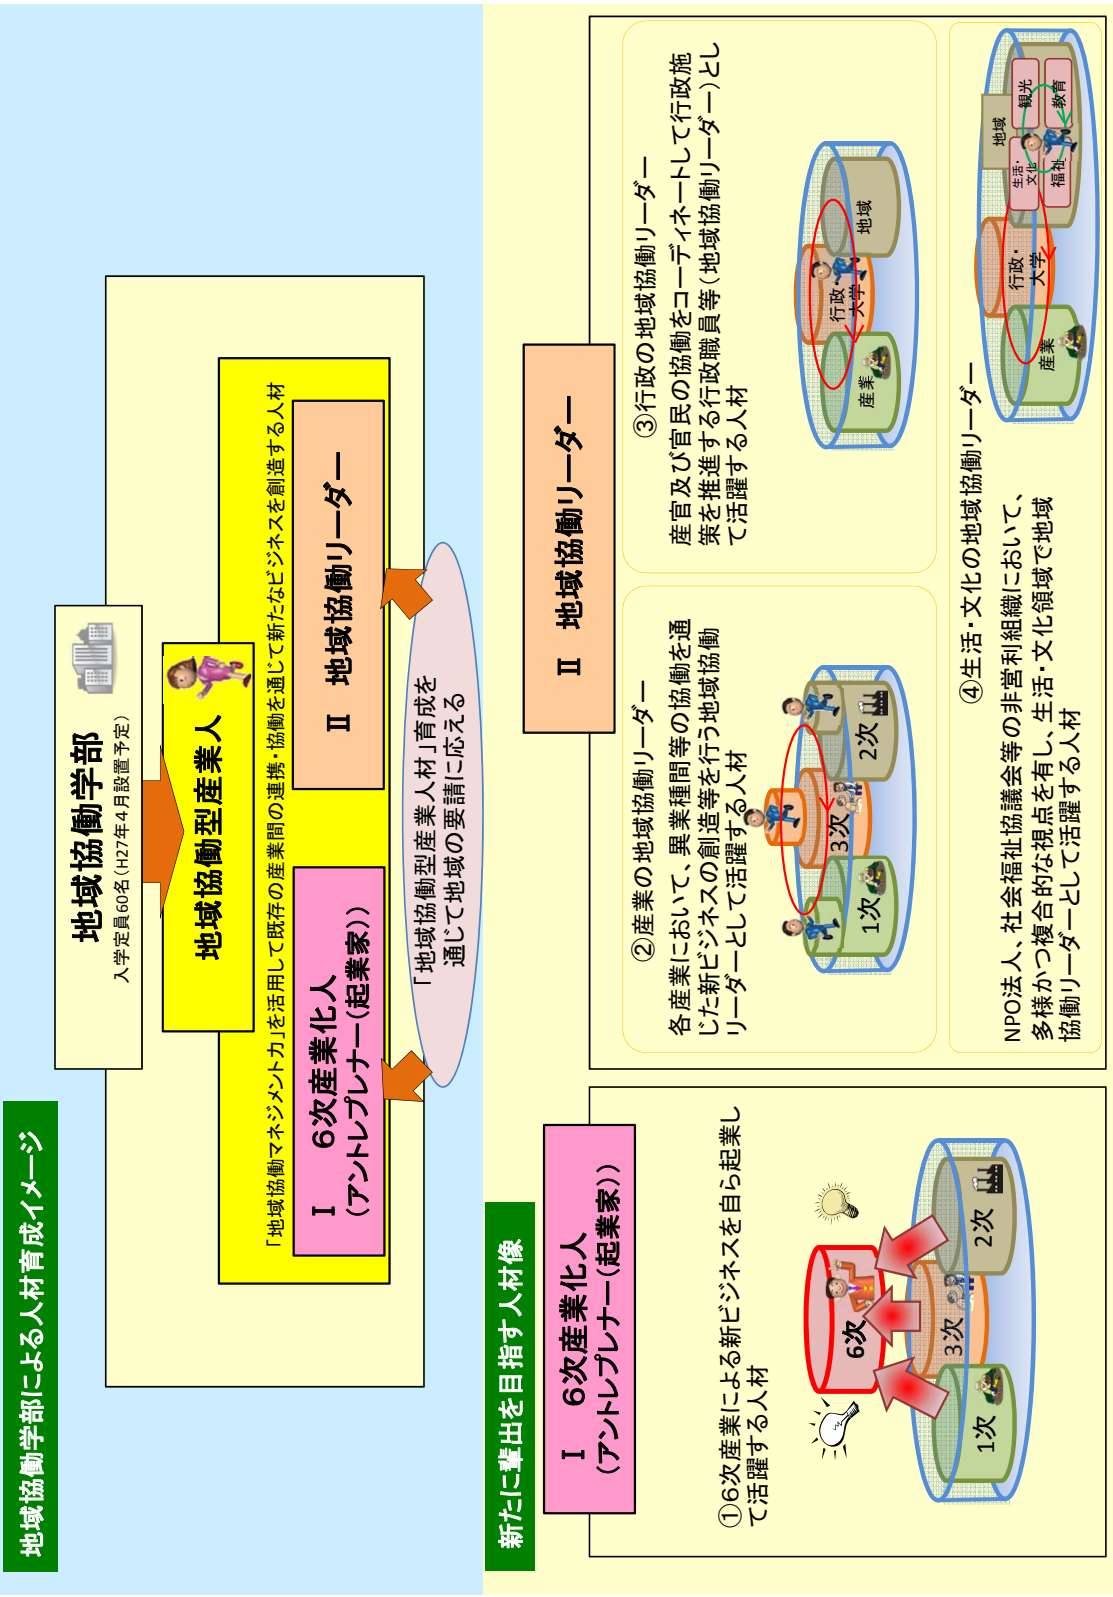 地域協働学部による人材育成イメージ
地域協働学部
入学定員60名(H27年4月設置予定)
地域協働型産業人
「地域協働マネジメント力」を活用して既存の産業間の連携・協働を通じて新たなビジネスを創造する人材
Ⅰ 6次産業化人
(アントレプレナー(起業家))
Ⅱ 地域協働リーダー
「地域協働型産業人材」育成を
通じて地域の要請に応える
新たに輩出を目指す人材像
Ⅰ 6次産業化人
(アントレプレナー(起業家))
①6次産業による新ビジネスを自ら起業し
て活躍する人材
6次
1次
3次
2次
Ⅱ 地域協働リーダー
②産業の地域協働リーダー
各産業において、異業種間等の協働を通
じた新ビジネスの創造等を行う地域協働
リーダーとして活躍する人材
1次
3次
2次
③行政の地域協働リーダー
産官及び官民の協働をコーディネートして行政施
策を推進する行政職員等(地域協働リーダー)とし
て活躍する人材
産業
行政・
大学
地域
④生活・文化の地域協働リーダー
NPO法人、社会福祉協議会等の非営利組織において、
多様かつ複合的な視点を有し、生活・文化領域で地域
協働リーダーとして活躍する人材
産業
行政・
大学
地域
生活・
文化
観光
福祉
教育